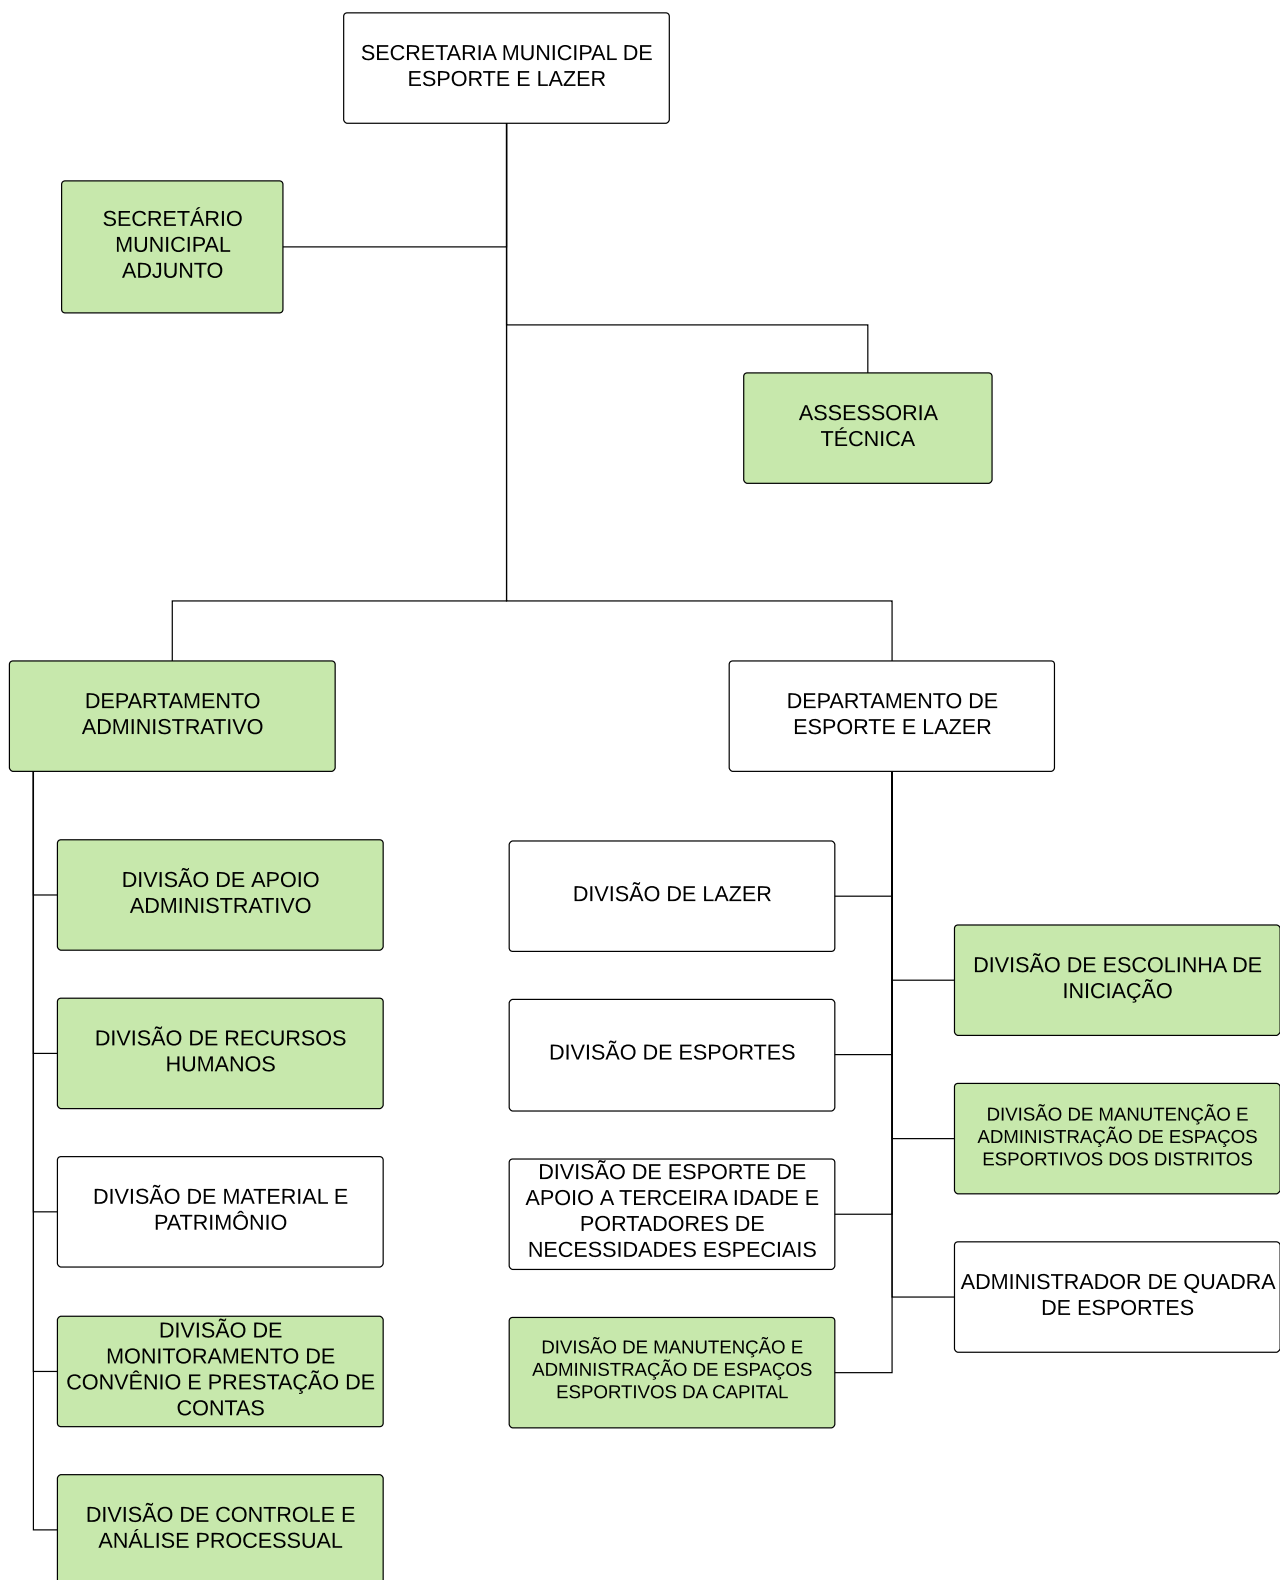 SECRETARIA MUNICIPAL DE
ESPORTE E LAZER
SECRETÁRIO
MUNICIPAL
ADJUNTO
ASSESSORIA
TÉCNICA
DEPARTAMENTO
ADMINISTRATIVO
DEPARTAMENTO DE
ESPORTE E LAZER
DIVISÃO DE APOIO
ADMINISTRATIVO
DIVISÃO DE RECURSOS
HUMANOS
DIVISÃO DE MATERIAL E
PATRIMÔNIO
DIVISÃO DE
MONITORAMENTO DE
CONVÊNIO E PRESTAÇÃO DE
CONTAS
DIVISÃO DE CONTROLE E
ANÁLISE PROCESSUAL
DIVISÃO DE LAZER
DIVISÃO DE ESPORTES
DIVISÃO DE ESPORTE DE
APOIO A TERCEIRA IDADE E
PORTADORES DE
NECESSIDADES ESPECIAIS
DIVISÃO DE MANUTENÇÃO E
ADMINISTRAÇÃO DE ESPAÇOS
ESPORTIVOS DA CAPITAL
DIVISÃO DE ESCOLINHA DE
INICIAÇÃO
DIVISÃO DE MANUTENÇÃO E
ADMINISTRAÇÃO DE ESPAÇOS
ESPORTIVOS DOS DISTRITOS
ADMINISTRADOR DE QUADRA
DE ESPORTES